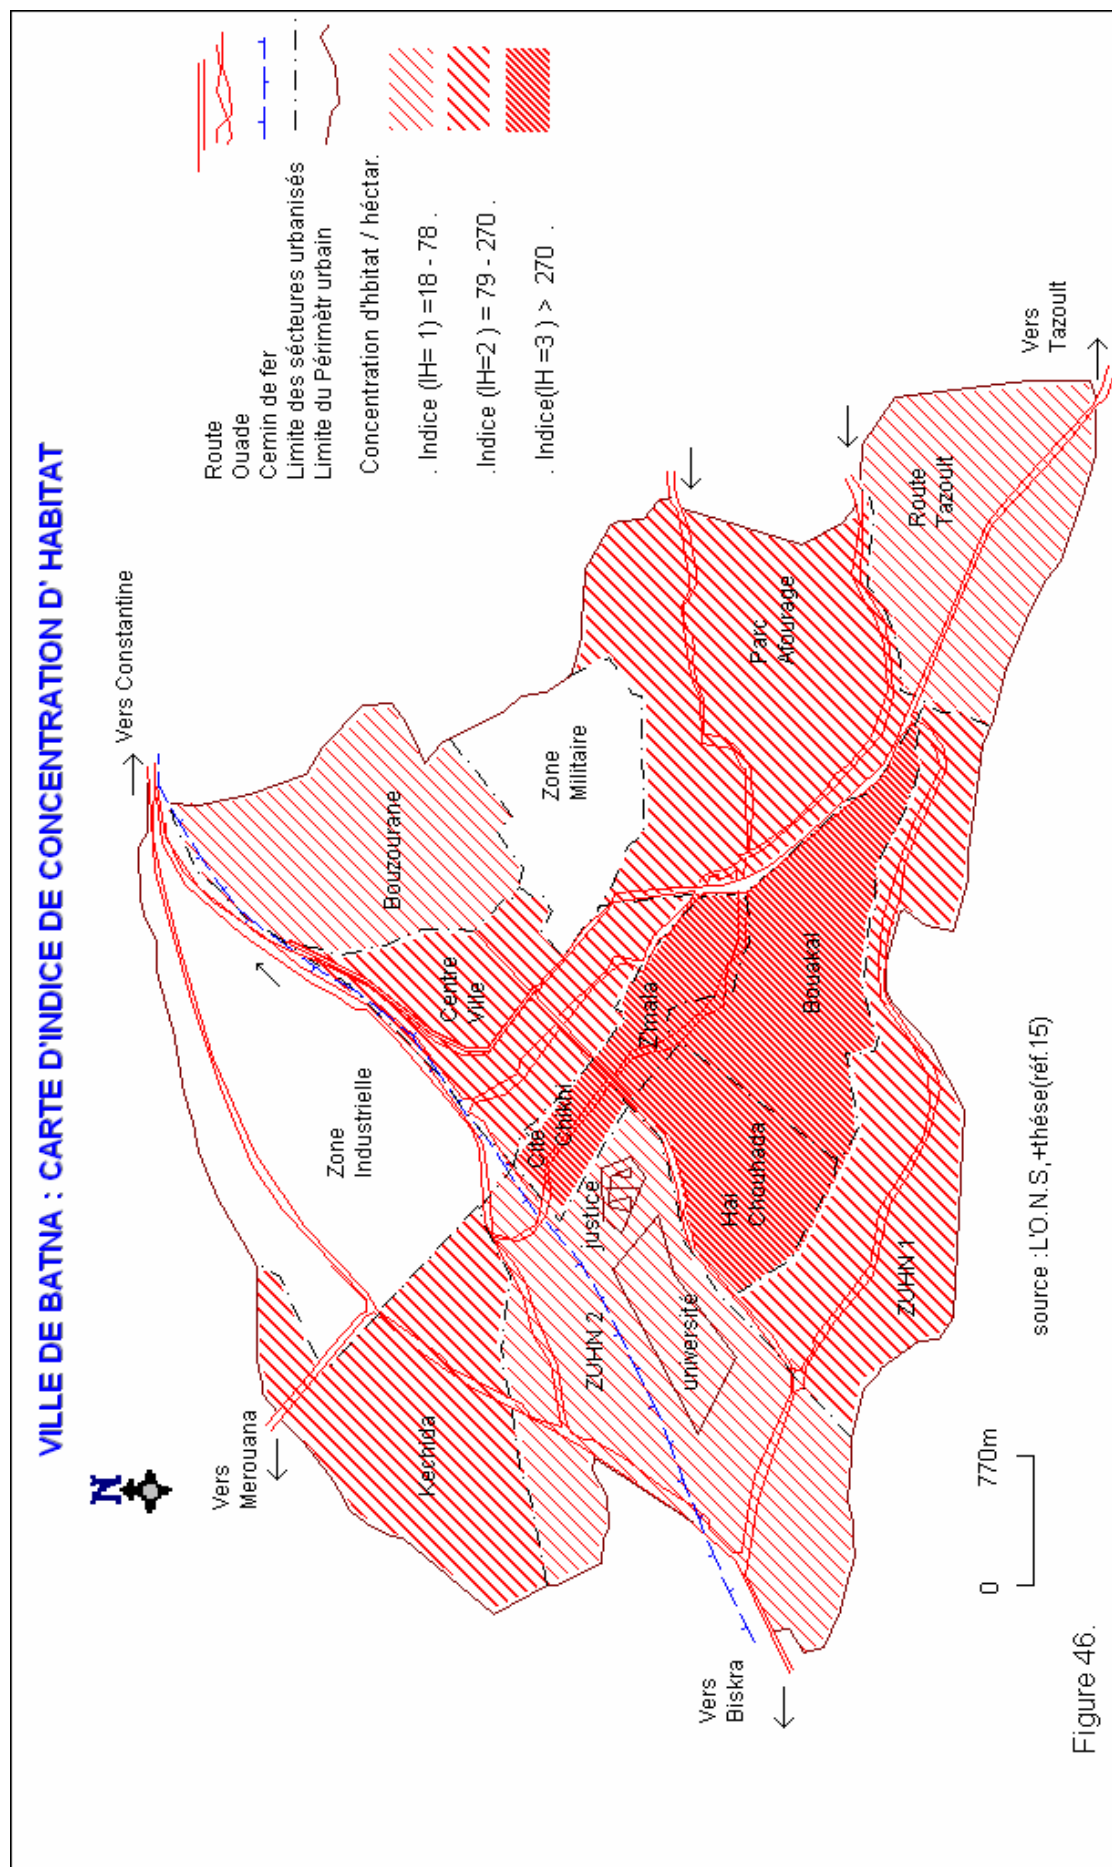 VILLE DE BATNA : CARTE D'INDICE DE CONCENTRATION D' HABITAT
N
Vers
Merouana
Vers Constantine
Route
Ouade
Cemin de fer
Limite des sécteures urbanisés
Limite du Périmètr urbain
Concentration d'hbitat / héctar.
. Indice (IH= 1) =18 - 78 .
.Indice (IH=2 ) = 79 - 270 .
. Indice(IH =3 ) > 270 .
Zone
Industrielle
Bouzourane
Kechida
Centre
Ville
Zone
Militaire
Cité
Chikhi
Z'mala
justice
ZUHN 2
université
Parc
Afourage
Route
Tazoult
Hai
Chouhada
Bouakal
ZUHN 1
Vers
Biskra
Vers
Tazoult
0 770m
source :L'O.N.S,+thése(réf.15)
Figure 46.